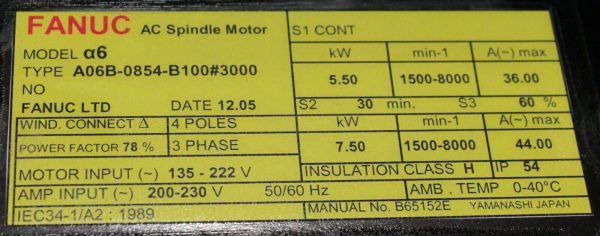 FANUC AC Spindle Motor
MODEL α6
TYPE A06B-0854-B100#3000
NO
FANUC LTD DATE 12.05
WIND. CONNECT Δ 4 POLES
POWER FACTOR 78 % 3 PHASE
MOTOR INPUT (~) 135 - 222 V
AMP INPUT (~) 200-230 V 50/60 Hz
IEC34-1/A2 : 1989
S1 CONT
kW min-1 A(~) max
5.50 1500-8000 36.00
S2 30 min. S3 60 %
kW min-1 A(~) max
7.50 1500-8000 44.00
INSULATION CLASS H IP 54
AMB . TEMP 0-40°C
MANUAL No. B65152E YAMANASHI JAPAN